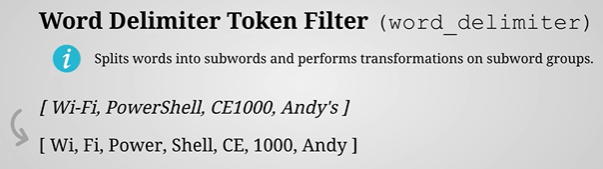 Word Delimiter Token Filter (word_delimiter)
i Splits words into subwords and performs transformations on subword groups.
[ Wi-Fi, PowerShell, CE1000, Andy's ]
[ Wi, Fi, Power, Shell, CE, 1000, Andy ]